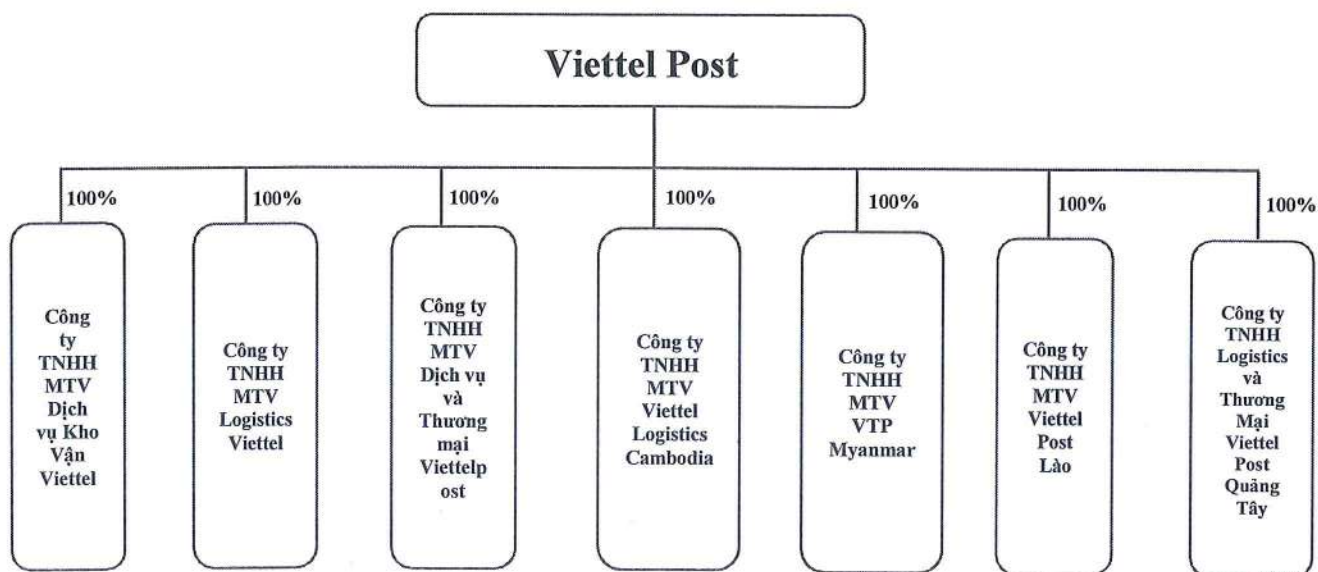 Viettel Post
100%
Công
ty
TNHH
MTV
Dịch
vụ Kho
Vận
Viettel
100%
Công ty
TNHH
MTV
Logistics
Viettel
100%
Công ty
TNHH
MTV
Dịch vụ
và
Thương
mại
Viettelp
ost
100%
Công ty
TNHH
MTV
Viettel
Logistics
Cambodia
100%
Công ty
TNHH
MTV
VTP
Myanmar
100%
Công ty
TNHH
MTV
Viettel
Post
Lào
100%
Công ty
TNHH
Logistics
và
Thương
Mại
Viettel
Post
Quảng
Tây